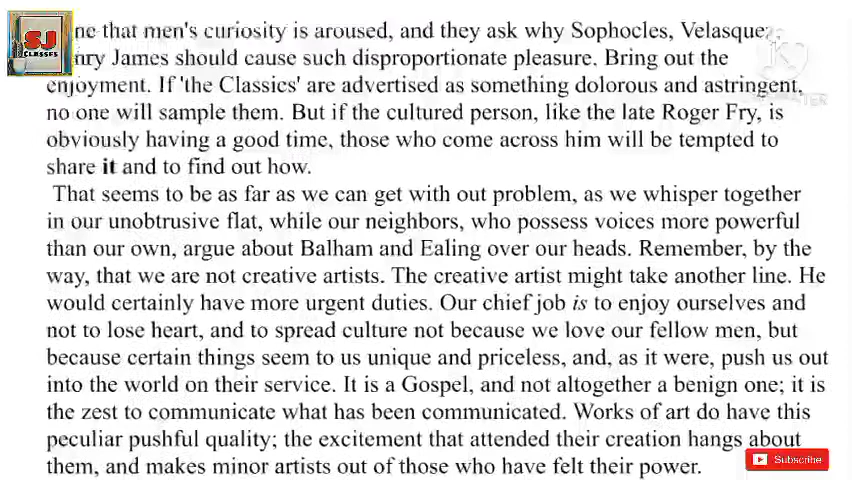 SJ
CLASSES
ne that men's curiosity is aroused, and they ask why Sophocles, Velasque
nry James should cause such disproportionate pleasure. Bring out the
enjoyment. If 'the Classics' are advertised as something dolorous and astringent,
no one will sample them. But if the cultured person, like the late Roger Fry, is
obviously having a good time, those who come across him will be tempted to
share it and to find out how.
That seems to be as far as we can get with out problem, as we whisper together
in our unobtrusive flat, while our neighbors, who possess voices more powerful
than our own, argue about Balham and Ealing over our heads. Remember, by the
way, that we are not creative artists. The creative artist might take another line. He
would certainly have more urgent duties. Our chief job is to enjoy ourselves and
not to lose heart, and to spread culture not because we love our fellow men, but
because certain things seem to us unique and priceless, and, as it were, push us out
into the world on their service. It is a Gospel, and not altogether a benign one; it is
the zest to communicate what has been communicated. Works of art do have this
peculiar pushful quality; the excitement that attended their creation hangs about
them, and makes minor artists out of those who have felt their power.
Subscribe